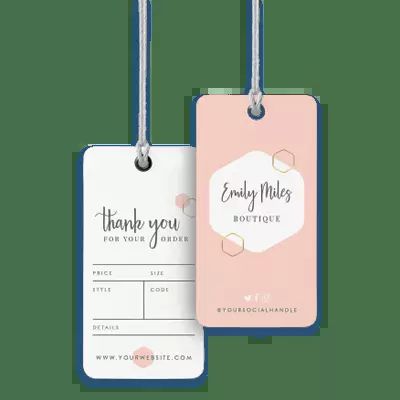 thank you
FOR YOUR ORDER
PRICE SIZE
STYLE CODE
DETAILS
WWW.YOURWEBSITE.COM
Emily Miles
BOUTIQUE
@YOURSOCIALHANDLE